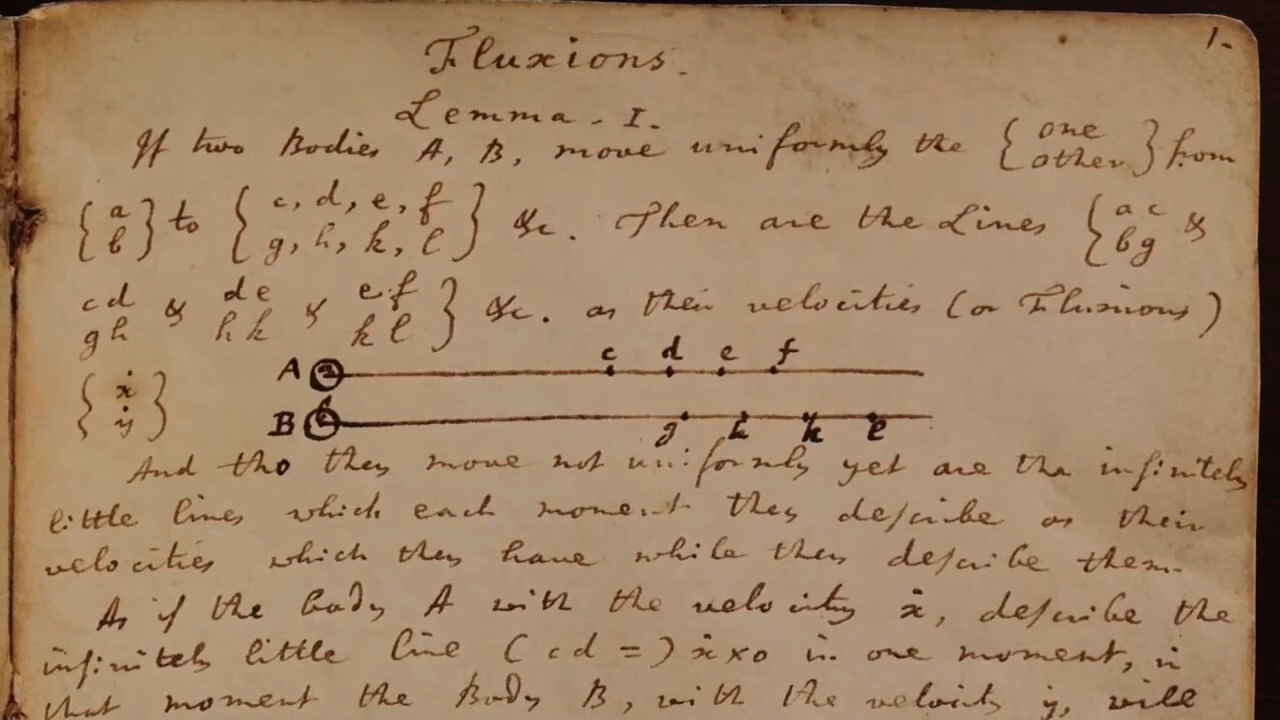 1.
Fluxions.
Lemma. I.
If two Bodies A, B, move uniformly the { one other } from
{ a b } to { c, d, e, f g, h, k, l } &c. Then are the Lines { ac bg &
cd gh & de hk & ef kl } &c. as their velocities (or Fluxions)
{ ẋ ẏ }
A a c d e f
B b g h k l
And tho they move not uniformly yet are the infinitely
little lines which each moment they deſcribe as their
velocities which they have while they deſcribe them.
As if the body A with the velocity ẋ, deſcribe the
infinitely little line (cd =) ẋ×o in one moment, in
that moment the Body B, with the velocity ẏ, will